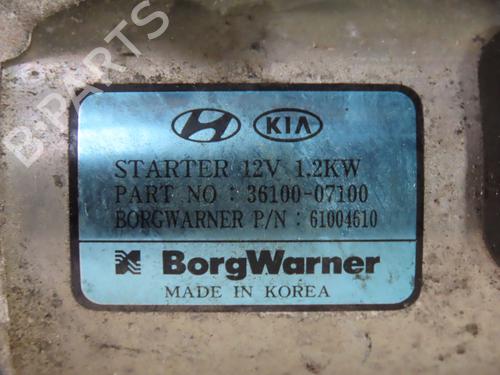 B-PARTS
KIA
STARTER 12V 1.2KW
PART NO : 36100-07100
BORGWARNER P/N : 61004610
BorgWarner
MADE IN KOREA